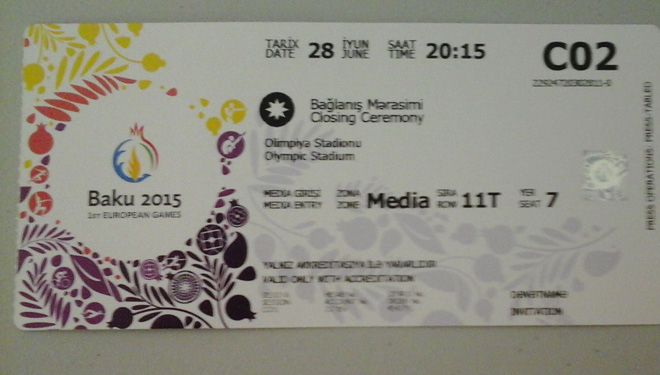 TARİX 28 İYUN SAAT 20:15
DATE JUNE TIME
C02
Bağlanış Mərasimi
Closing Ceremony
Olimpiya Stadionu
Olympic Stadium
Baku 2015
1ST EUROPEAN GAMES
MEDIA GİRİŞİ ZONA Media SIRA 11T YER 7
MEDIA ENTRY ZONE ROW SEAT
YALNIZ AKKREDİTASİYA İLƏ YARARLIDIR
VALID ONLY WITH ACCREDITATION
DƏVƏTNAMƏ
INVITATION
PRESS OPERATIONS: PRESS-TABLED